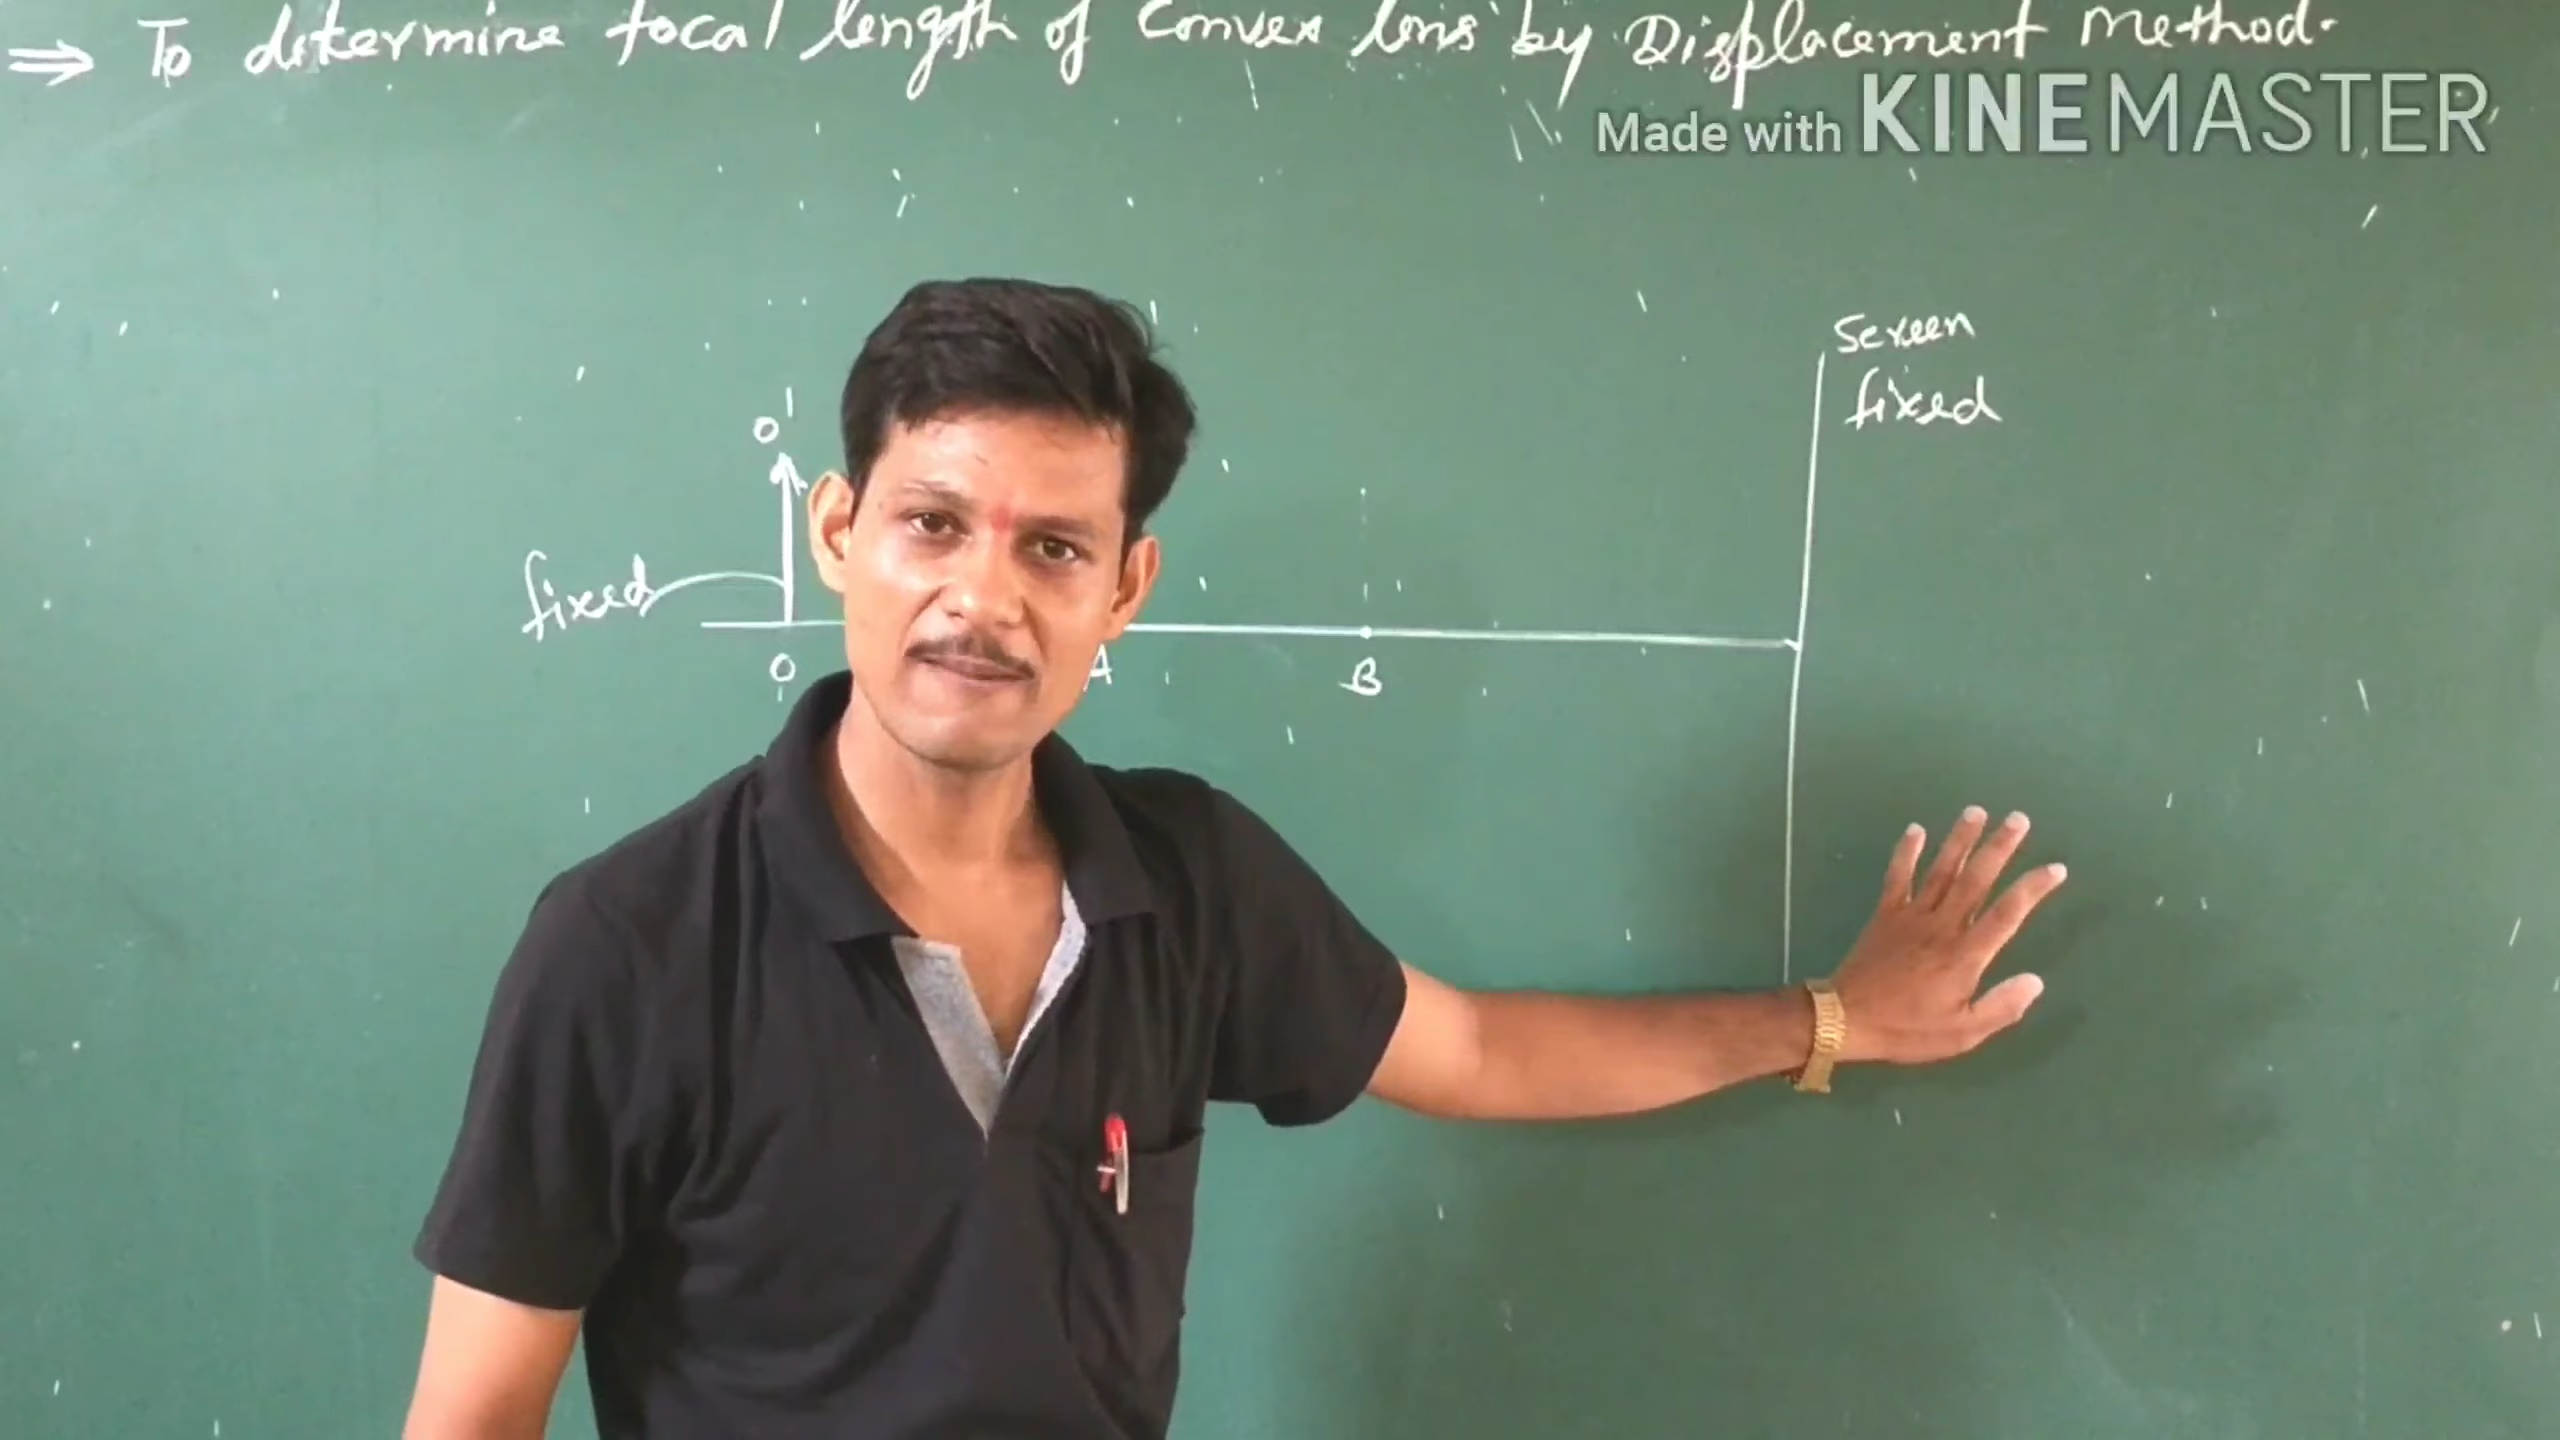 ⇒ To determine focal length of Convex lens by Displacement Method.
Made with KINEMASTER
Screen
fixed
O'
fixed
O A B